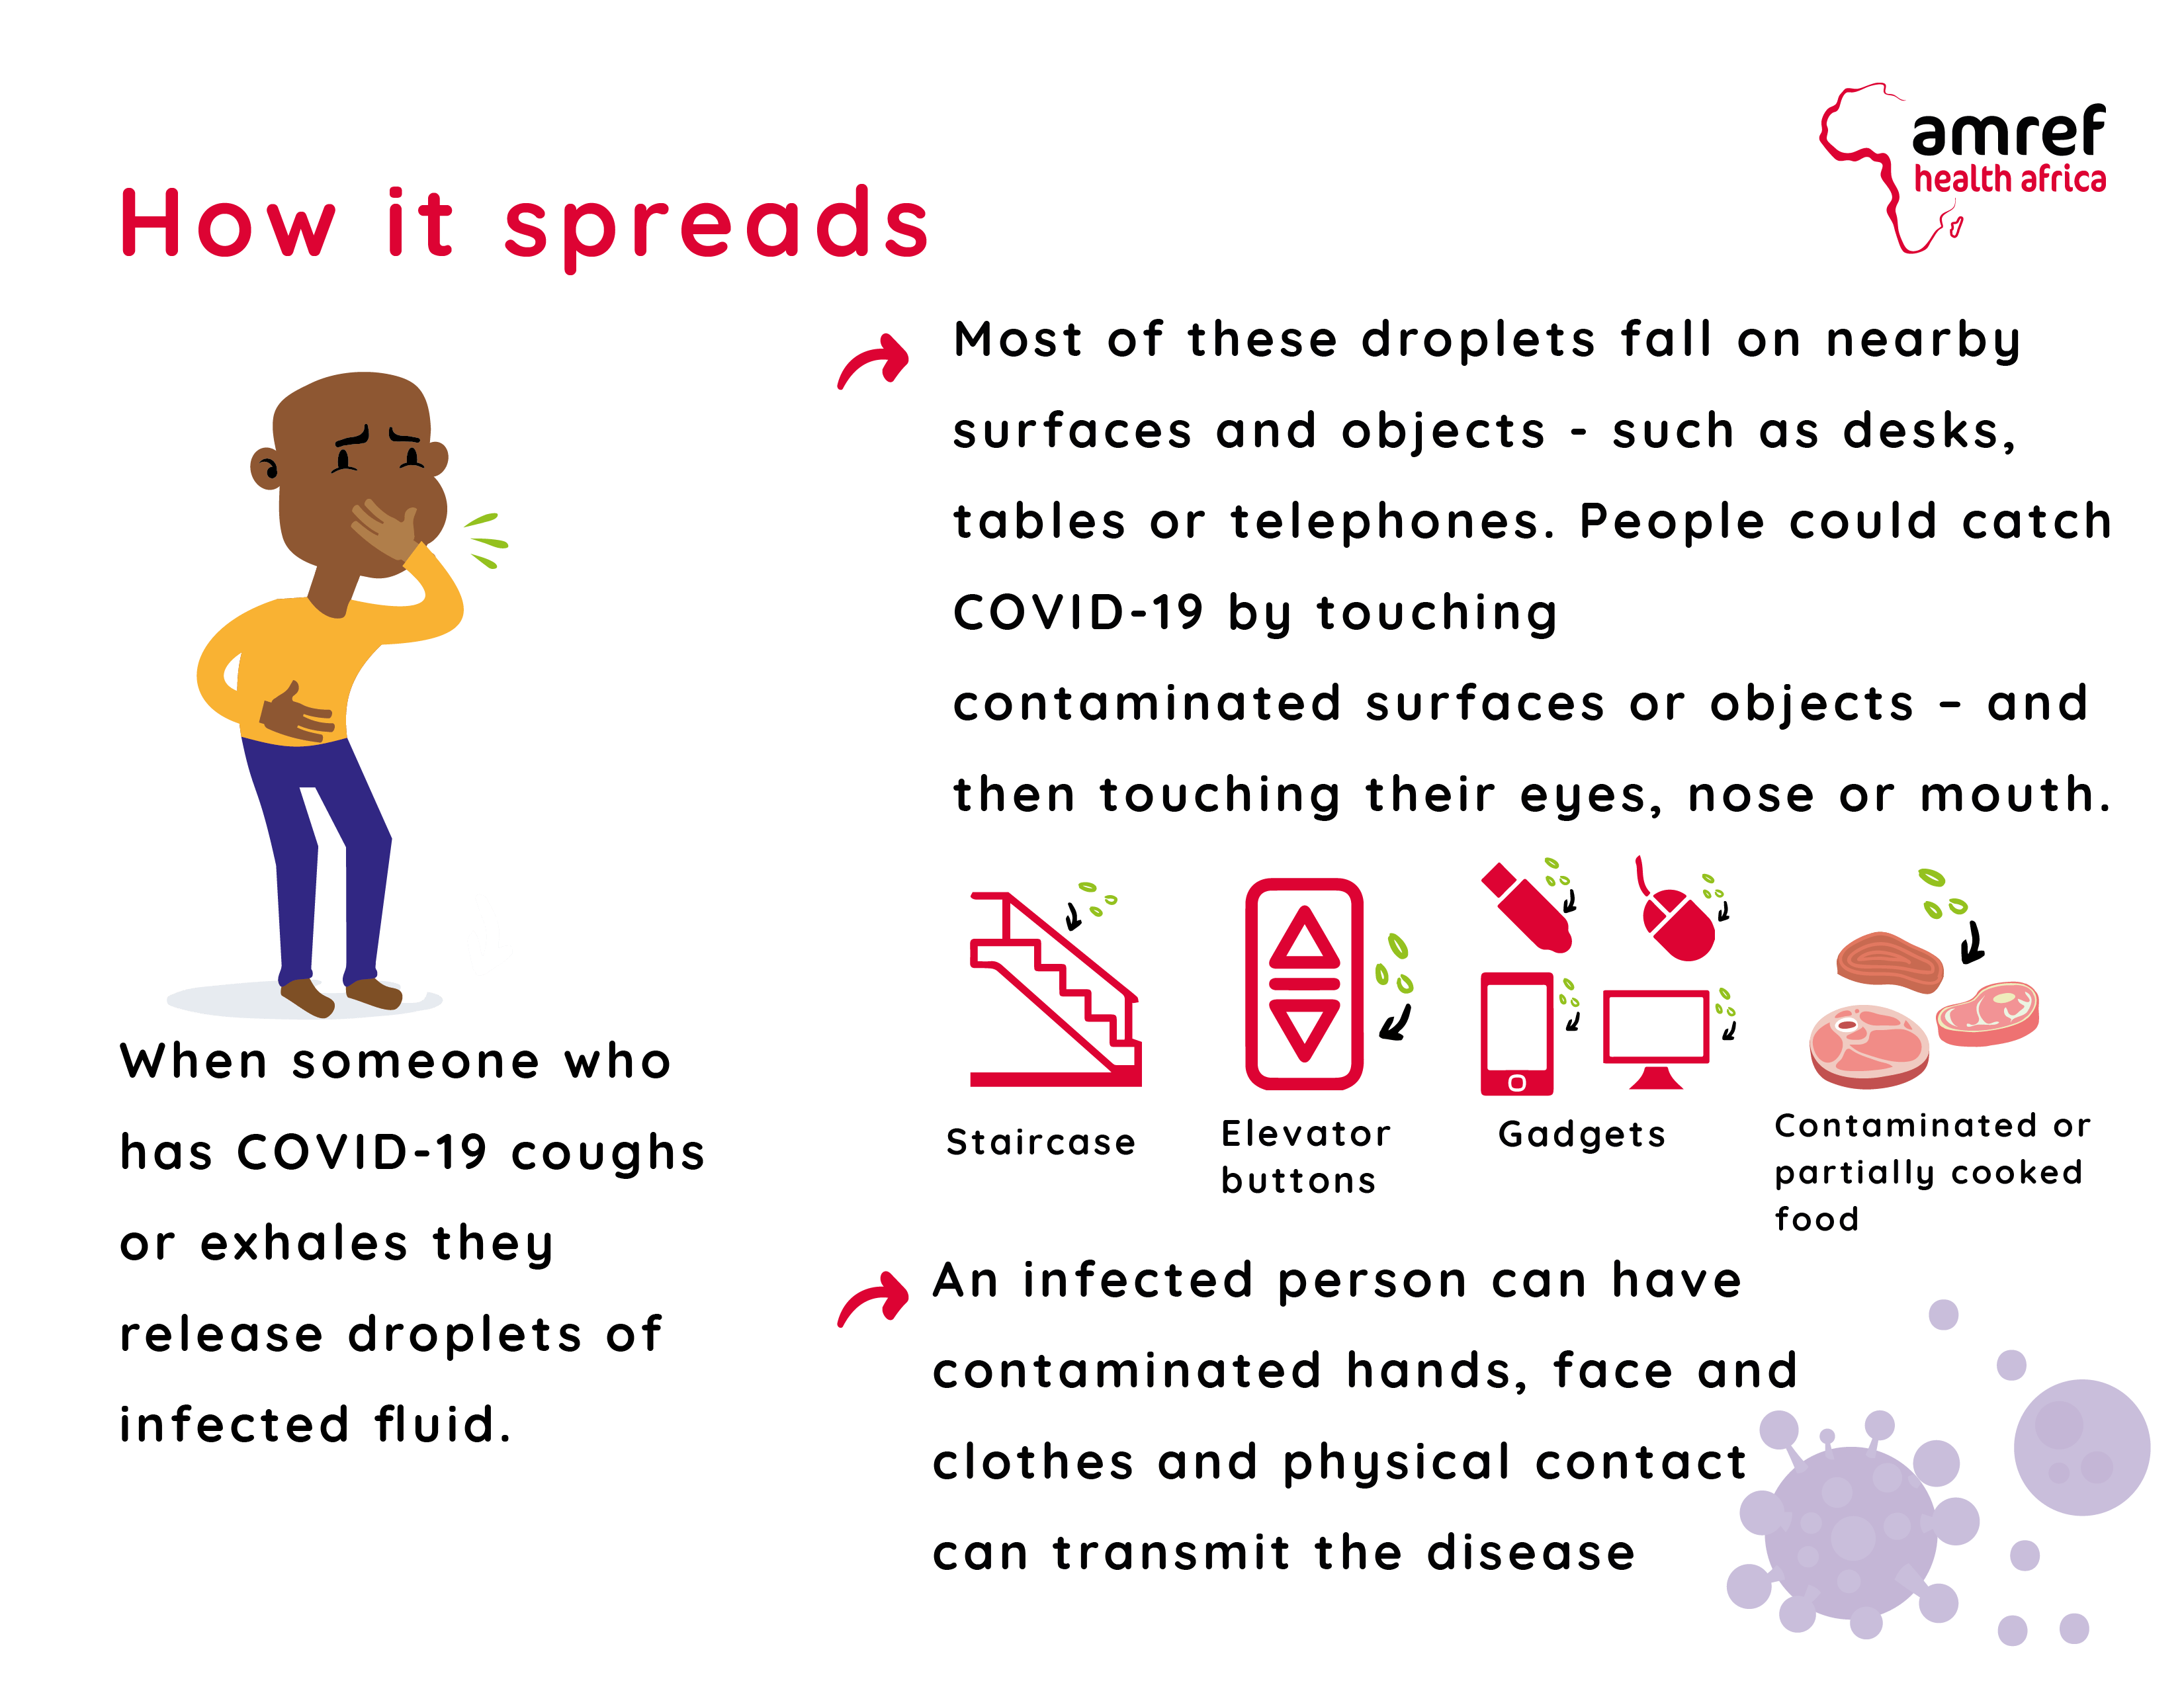 amref
health africa
How it spreads
When someone who
has COVID-19 coughs
or exhales they
release droplets of
infected fluid.
Most of these droplets fall on nearby
surfaces and objects - such as desks,
tables or telephones. People could catch
COVID-19 by touching
contaminated surfaces or objects – and
then touching their eyes, nose or mouth.
Staircase
Elevator
buttons
Gadgets
Contaminated or
partially cooked
food
An infected person can have
contaminated hands, face and
clothes and physical contact
can transmit the disease